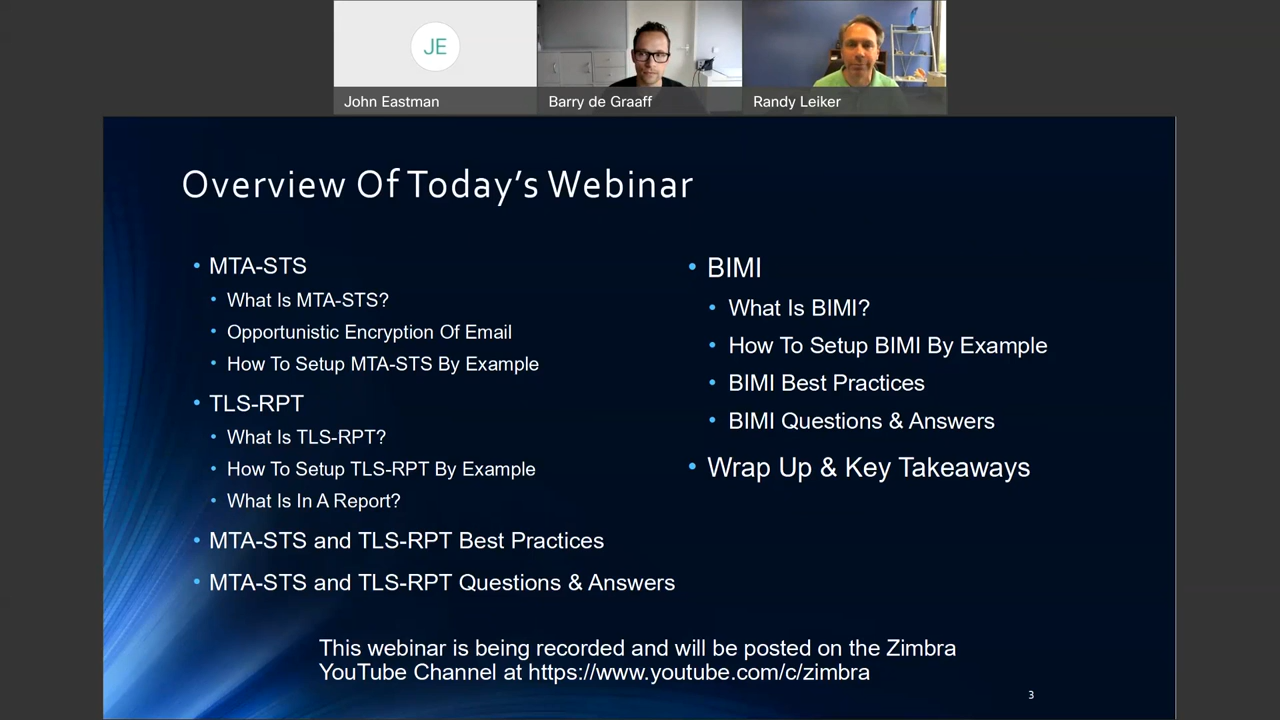 JE
John Eastman
Barry de Graaff
Randy Leiker
Overview Of Today's Webinar
• MTA-STS
• What Is MTA-STS?
• Opportunistic Encryption Of Email
• How To Setup MTA-STS By Example
• TLS-RPT
• What Is TLS-RPT?
• How To Setup TLS-RPT By Example
• What Is In A Report?
• MTA-STS and TLS-RPT Best Practices
• MTA-STS and TLS-RPT Questions & Answers
• BIMI
• What Is BIMI?
• How To Setup BIMI By Example
• BIMI Best Practices
• BIMI Questions & Answers
• Wrap Up & Key Takeaways
This webinar is being recorded and will be posted on the Zimbra
YouTube Channel at https://www.youtube.com/c/zimbra
3